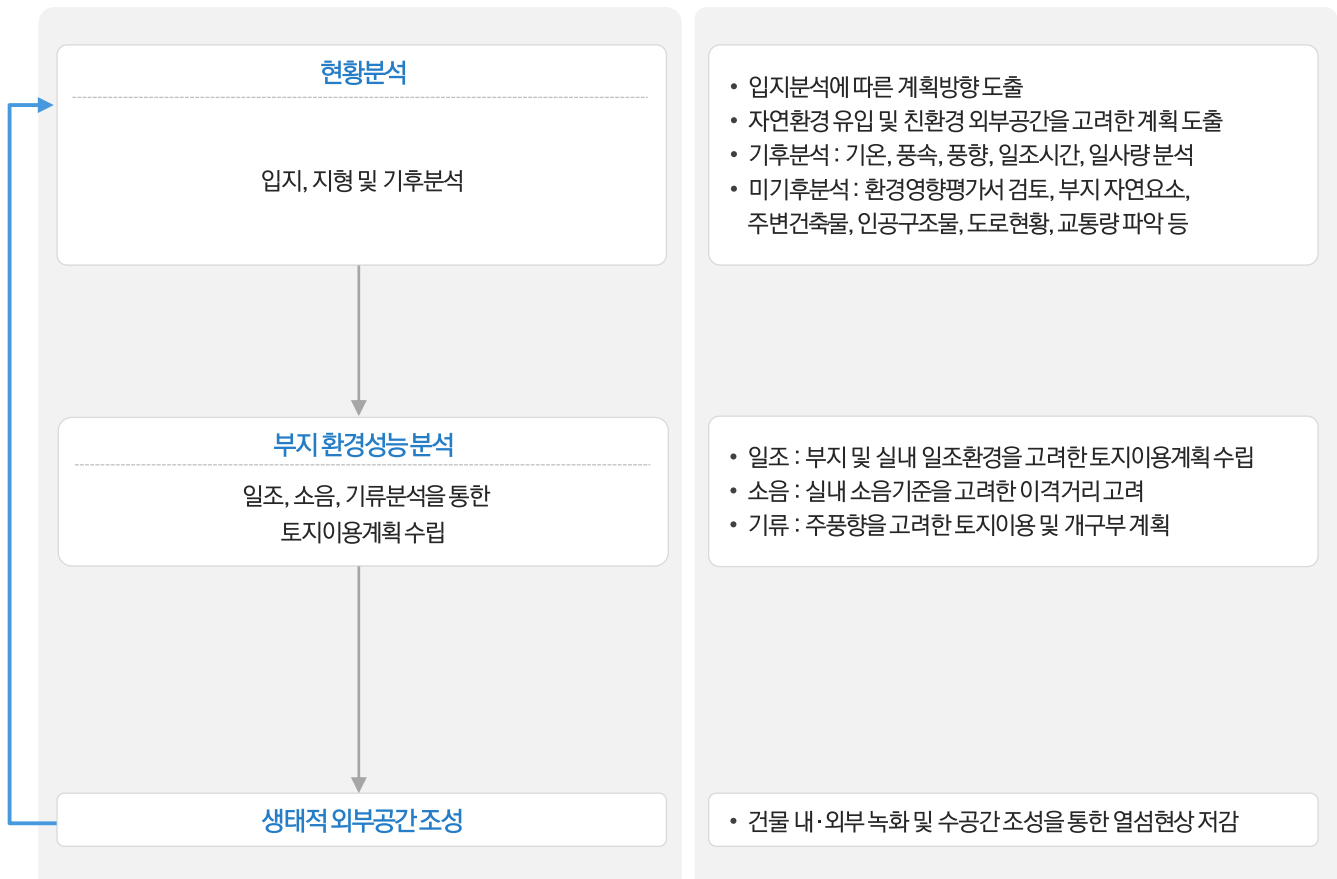 현황분석
입지, 지형 및 기후분석
• 입지분석에 따른 계획방향 도출
• 자연환경 유입 및 친환경 외부공간을 고려한 계획 도출
• 기후분석 : 기온, 풍속, 풍향, 일조시간, 일사량 분석
• 미기후분석 : 환경영향평가서 검토, 부지 자연요소,
주변건축물, 인공구조물, 도로현황, 교통량 파악 등
부지 환경성능 분석
일조, 소음, 기류분석을 통한
토지이용계획 수립
• 일조 : 부지 및 실내 일조환경을 고려한 토지이용계획 수립
• 소음 : 실내 소음기준을 고려한 이격거리 고려
• 기류 : 주풍향을 고려한 토지이용 및 개구부 계획
생태적 외부공간 조성
• 건물 내·외부 녹화 및 수공간 조성을 통한 열섬현상 저감